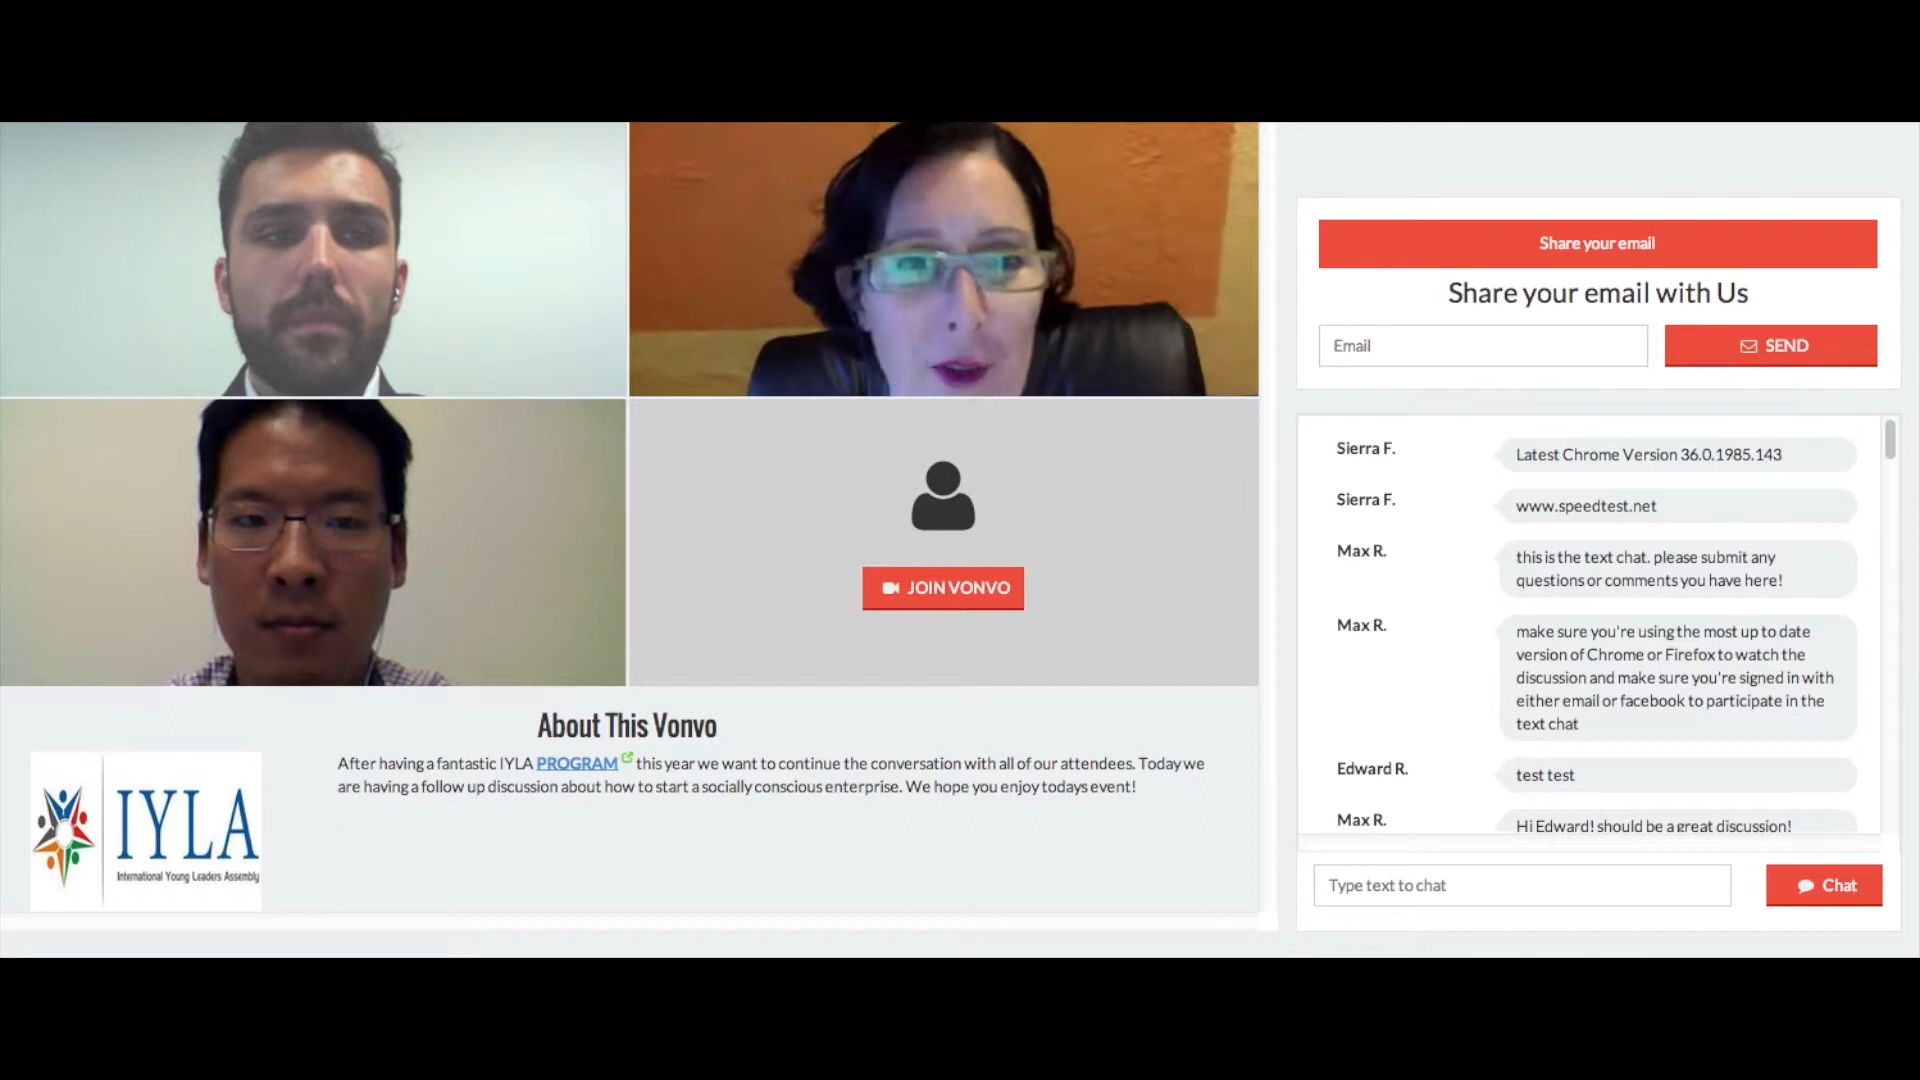 JOIN VONVO
About This Vonvo
After having a fantastic IYLA PROGRAM this year we want to continue the conversation with all of our attendees. Today we
are having a follow up discussion about how to start a socially conscious enterprise. We hope you enjoy todays event!
IYLA
International Young Leaders Assembly
Share your email
Share your email with Us
Email
SEND
Sierra F.
Latest Chrome Version 36.0.1985.143
Sierra F.
www.speedtest.net
Max R.
this is the text chat. please submit any
questions or comments you have here!
Max R.
make sure you're using the most up to date
version of Chrome or Firefox to watch the
discussion and make sure you're signed in with
either email or facebook to participate in the
text chat
Edward R.
test test
Max R.
Hi Edward! should be a great discussion!
Type text to chat
Chat